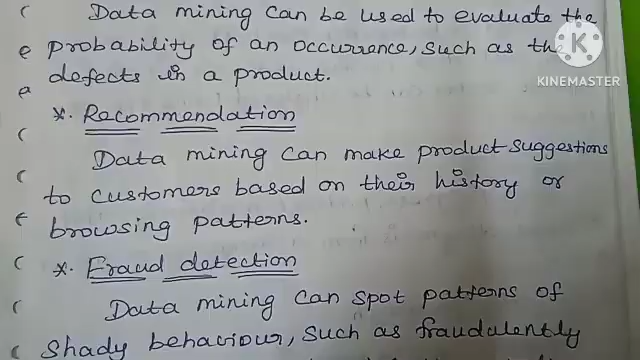 Data mining can be used to evaluate the
probability of an occurrence, such as the
defects in a product.
*. Recommendation
Data mining can make product suggestions
to customers based on their history or
browsing patterns.
*. Fraud detection
Data mining can spot patterns of
shady behaviour, such as fraudulently
KINEMASTER